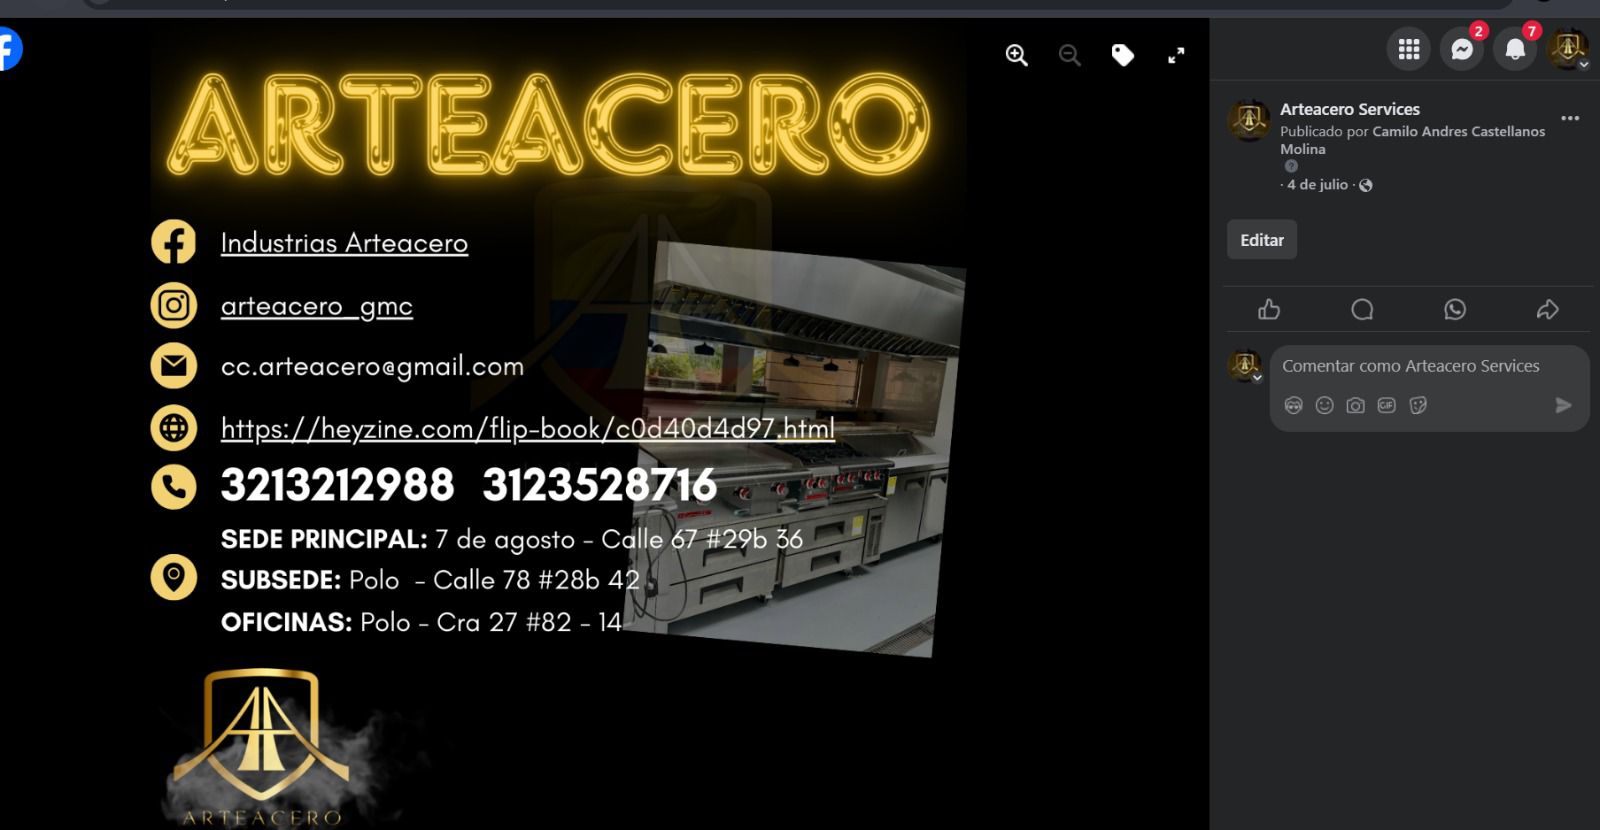 ARTEACERO
Industrias Arteacero
arteacero_gmc
cc.arteacero@gmail.com
https://heyzine.com/flip-book/c0d40d4d97.html
3213212988 3123528716
SEDE PRINCIPAL: 7 de agosto - Calle 67 #29b 36
SUBSEDE: Polo - Calle 78 #28b 42
OFICINAS: Polo - Cra 27 #82 - 14
ARTEACERO
2
7
Arteacero Services
Publicado por Camilo Andres Castellanos
Molina
· 4 de julio ·
Editar
Comentar como Arteacero Services
GIF